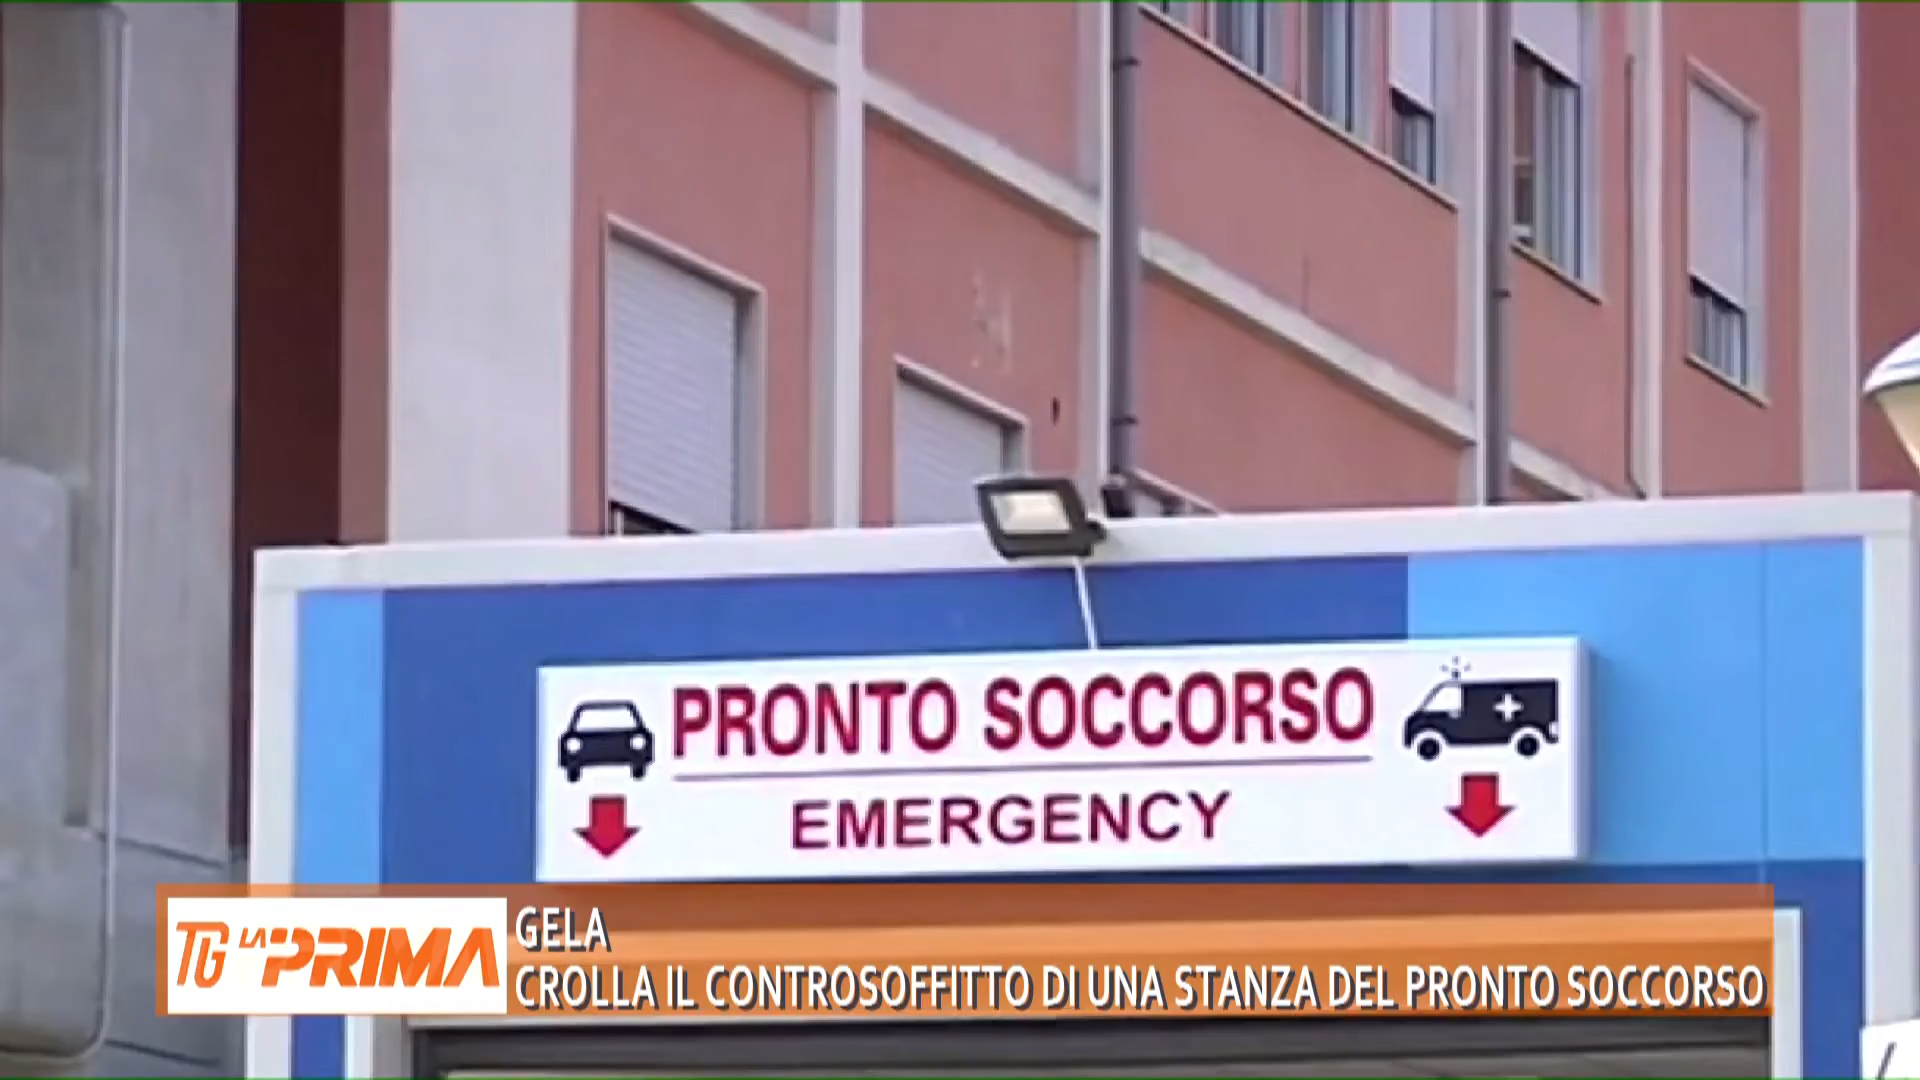 PRONTO SOCCORSO
EMERGENCY
TG LA PRIMA
GELA
CROLLA IL CONTROSOFFITTO DI UNA STANZA DEL PRONTO SOCCORSO